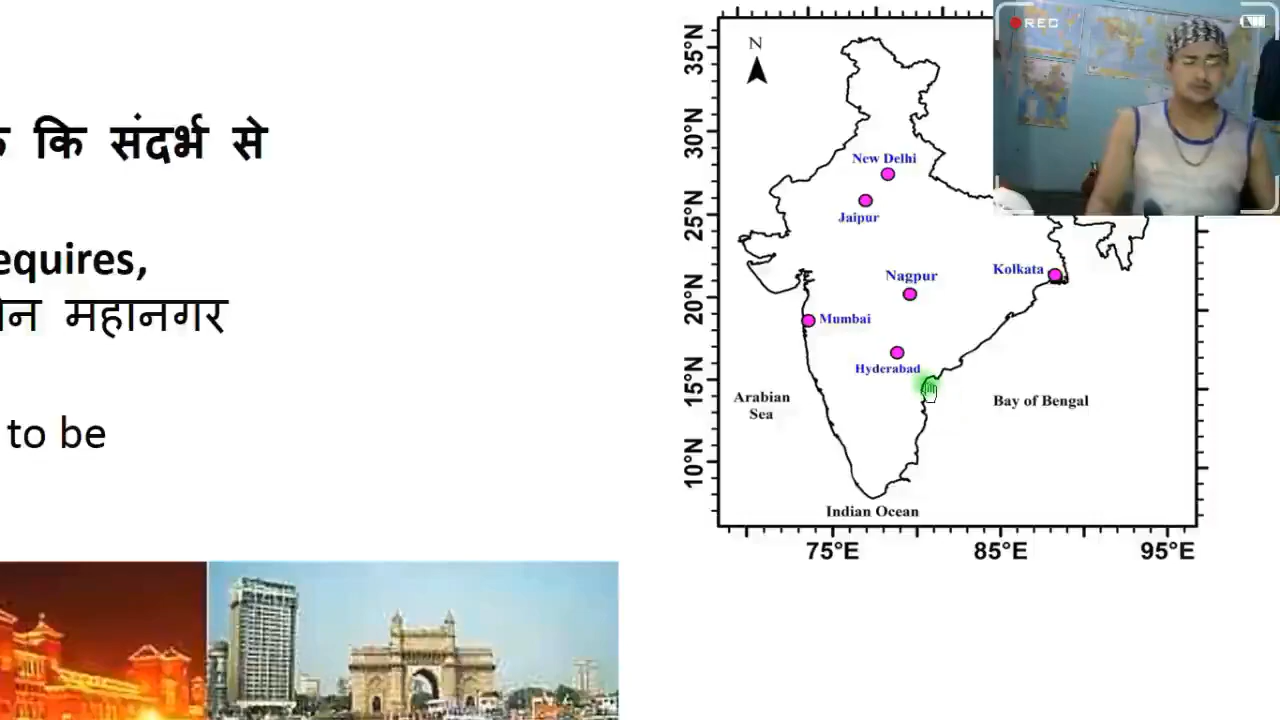 कि संदर्भ से
equires,
महानगर
to be
N
35°N
30°N
25°N
20°N
15°N
10°N
New Delhi
Jaipur
Nagpur
Kolkata
Mumbai
Hyderabad
Arabian
Sea
Bay of Bengal
Indian Ocean
75°E 85°E 95°E
REC